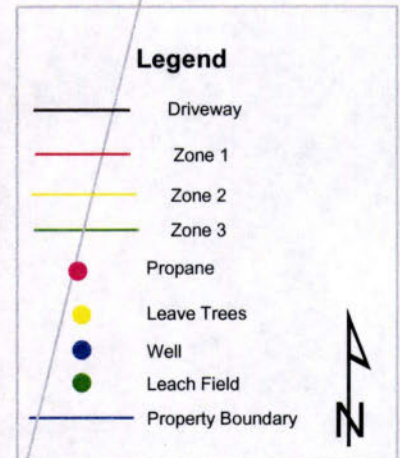 Legend
Driveway
Zone 1
Zone 2
Zone 3
Propane
Leave Trees
Well
Leach Field
Property Boundary
N